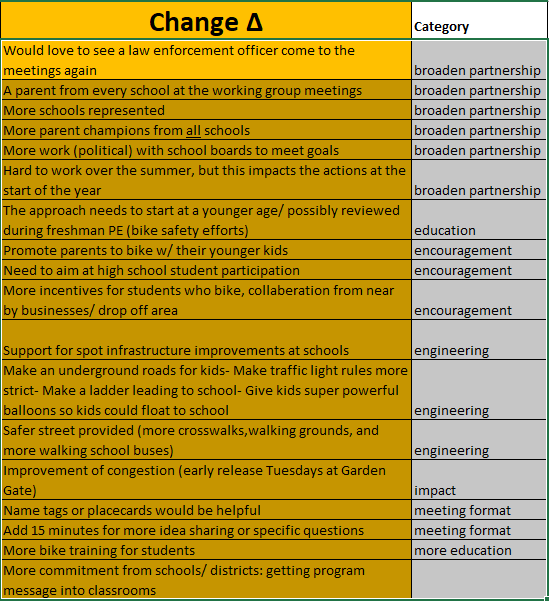 Change Δ
Category
Would love to see a law enforcement officer come to the
meetings again
broaden partnership
A parent from every school at the working group meetings
broaden partnership
More schools represented
broaden partnership
More parent champions from all schools
broaden partnership
More work (political) with school boards to meet goals
broaden partnership
Hard to work over the summer, but this impacts the actions at the
start of the year
broaden partnership
The approach needs to start at a younger age/ possibly reviewed
during freshman PE (bike safety efforts)
education
Promote parents to bike w/ their younger kids
encouragement
Need to aim at high school student participation
encouragement
More incentives for students who bike, collaberation from near
by businesses/ drop off area
encouragement
Support for spot infrastructure improvements at schools
engineering
Make an underground roads for kids- Make traffic light rules more
strict- Make a ladder leading to school- Give kids super powerful
balloons so kids could float to school
engineering
Safer street provided (more crosswalks,walking grounds, and
more walking school buses)
engineering
Improvement of congestion (early release Tuesdays at Garden
Gate)
impact
Name tags or placecards would be helpful
meeting format
Add 15 minutes for more idea sharing or specific questions
meeting format
More bike training for students
more education
More commitment from schools/ districts: getting program
message into classrooms